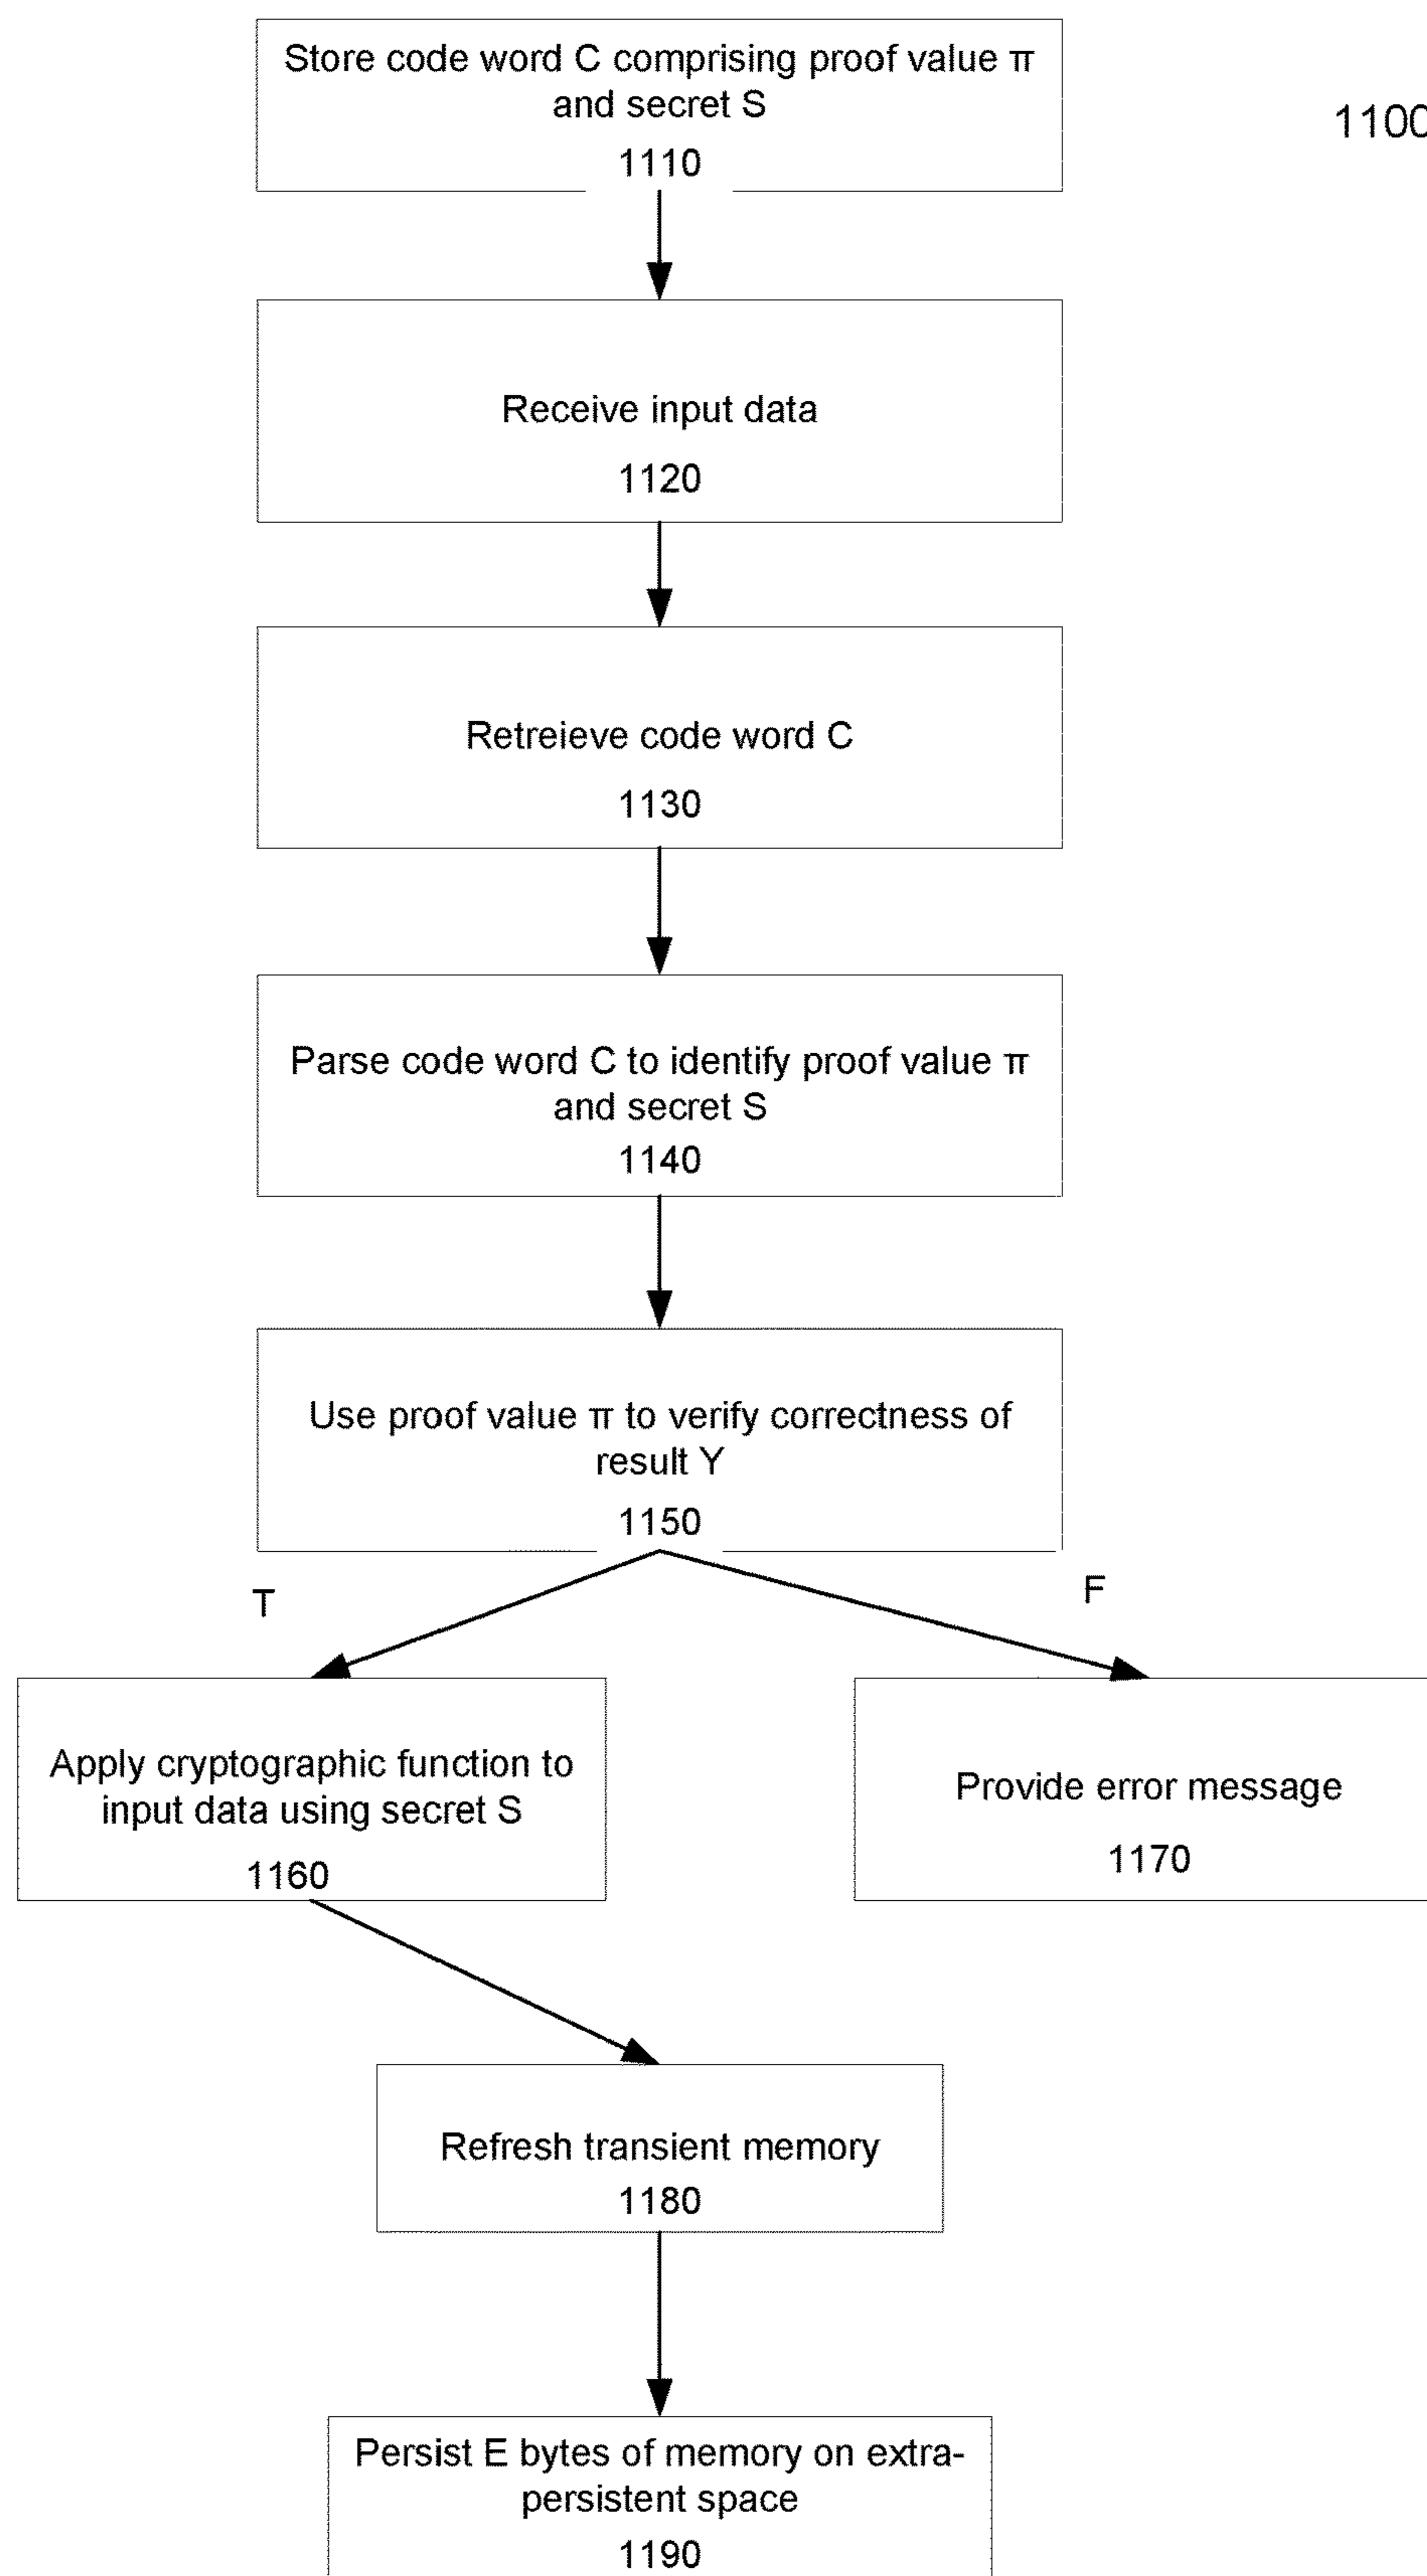 Store code word C comprising proof value π
and secret S
1110
1100
Receive input data
1120
Retreieve code word C
1130
Parse code word C to identify proof value π
and secret S
1140
Use proof value π to verify correctness of
result Y
1150
T
F
Apply cryptographic function to
input data using secret S
1160
Provide error message
1170
Refresh transient memory
1180
Persist E bytes of memory on extra-
persistent space
1190